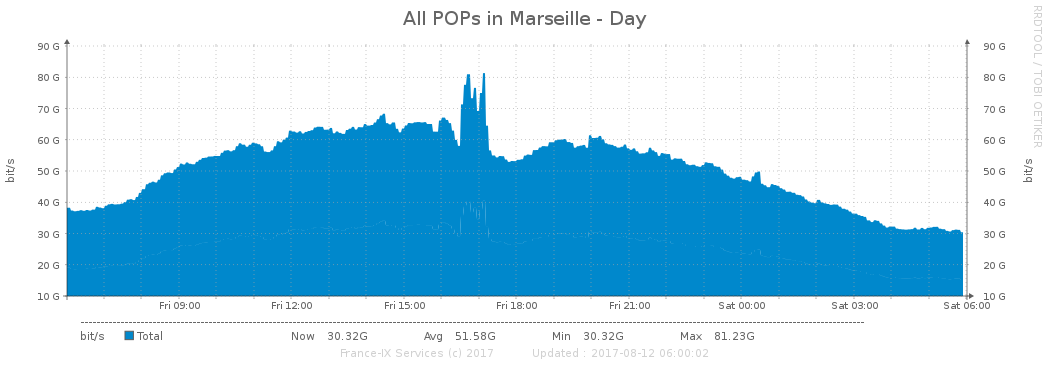 All POPs in Marseille - Day
RRDTOOL / TOBI OETIKER
90 G 90 G
80 G 80 G
70 G 70 G
60 G 60 G
50 G 50 G
40 G 40 G
30 G 30 G
20 G 20 G
10 G 10 G
bit/s
bit/s
Fri 09:00 Fri 12:00 Fri 15:00 Fri 18:00 Fri 21:00 Sat 00:00 Sat 03:00 Sat 06:00
bit/s Total Now 30.32G Avg 51.58G Min 30.32G Max 81.23G
France-IX Services (c) 2017 Updated : 2017-08-12 06:00:02